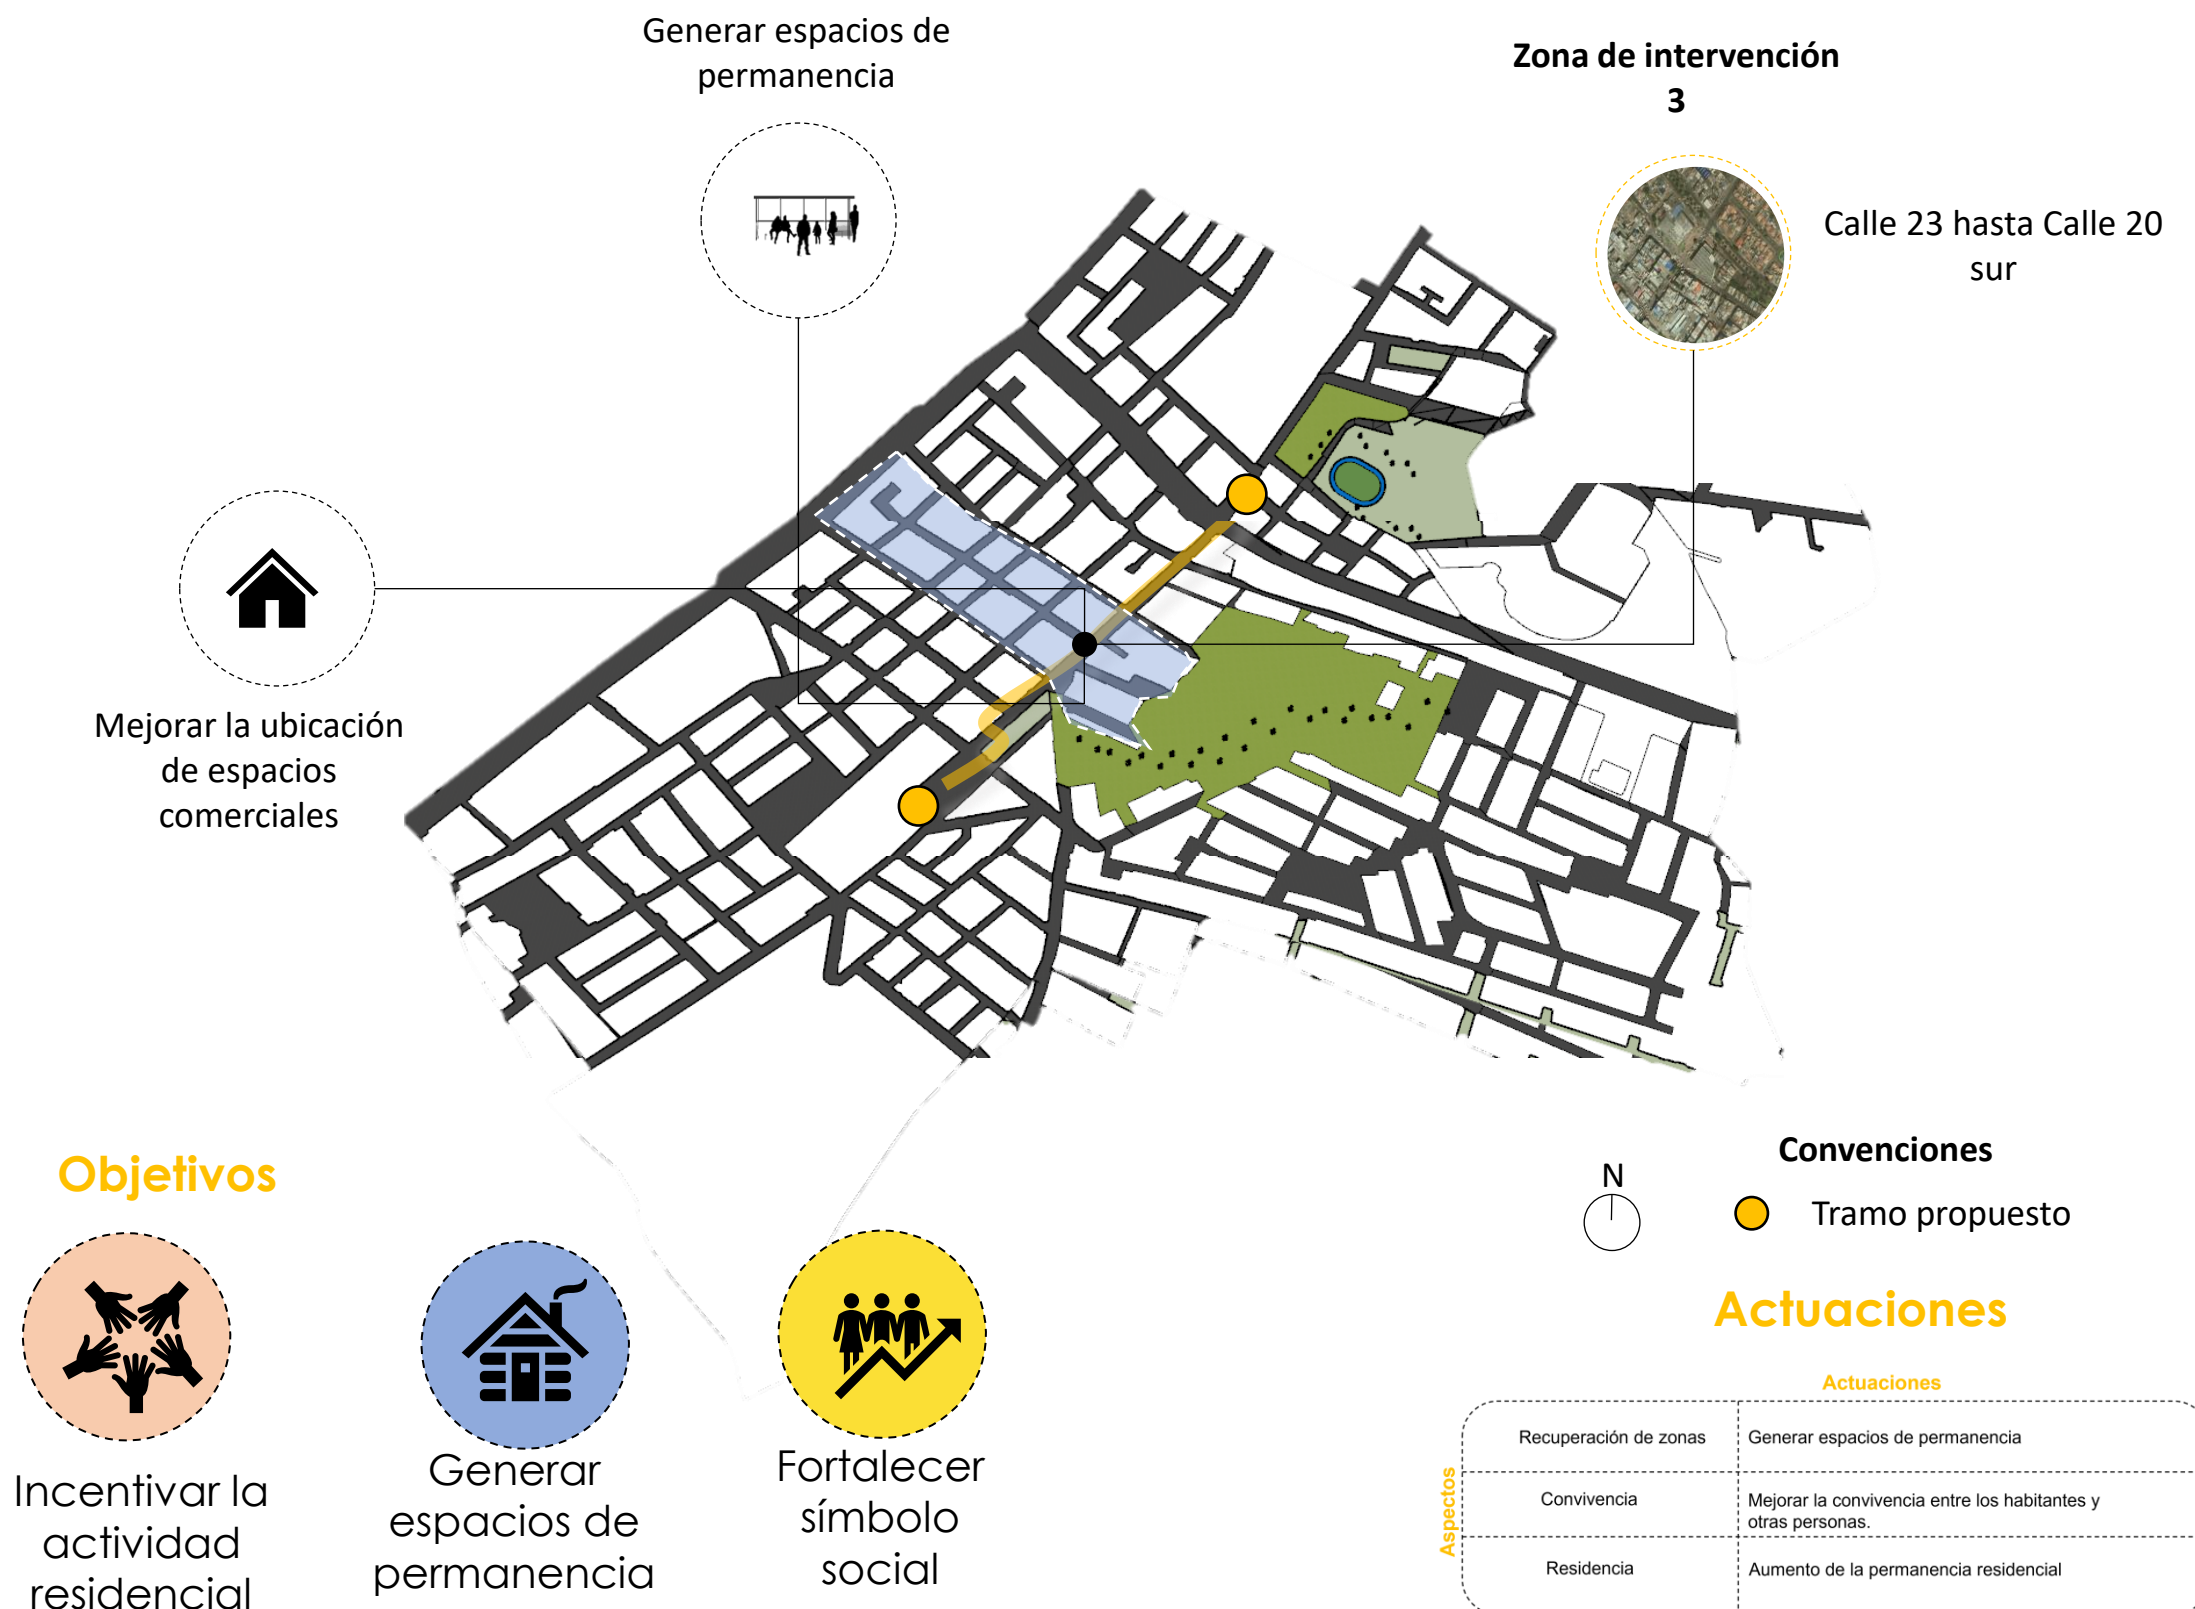 Generar espacios de
permanencia
Zona de intervención
3
Calle 23 hasta Calle 20
sur
Mejorar la ubicación
de espacios
comerciales
Objetivos
Incentivar la
actividad
residencial
Generar
espacios de
permanencia
Fortalecer
símbolo
social
Convenciones
N
Tramo propuesto
Actuaciones
Actuaciones
Aspectos
Recuperación de zonas
Generar espacios de permanencia
Convivencia
Mejorar la convivencia entre los habitantes y
otras personas.
Residencia
Aumento de la permanencia residencial